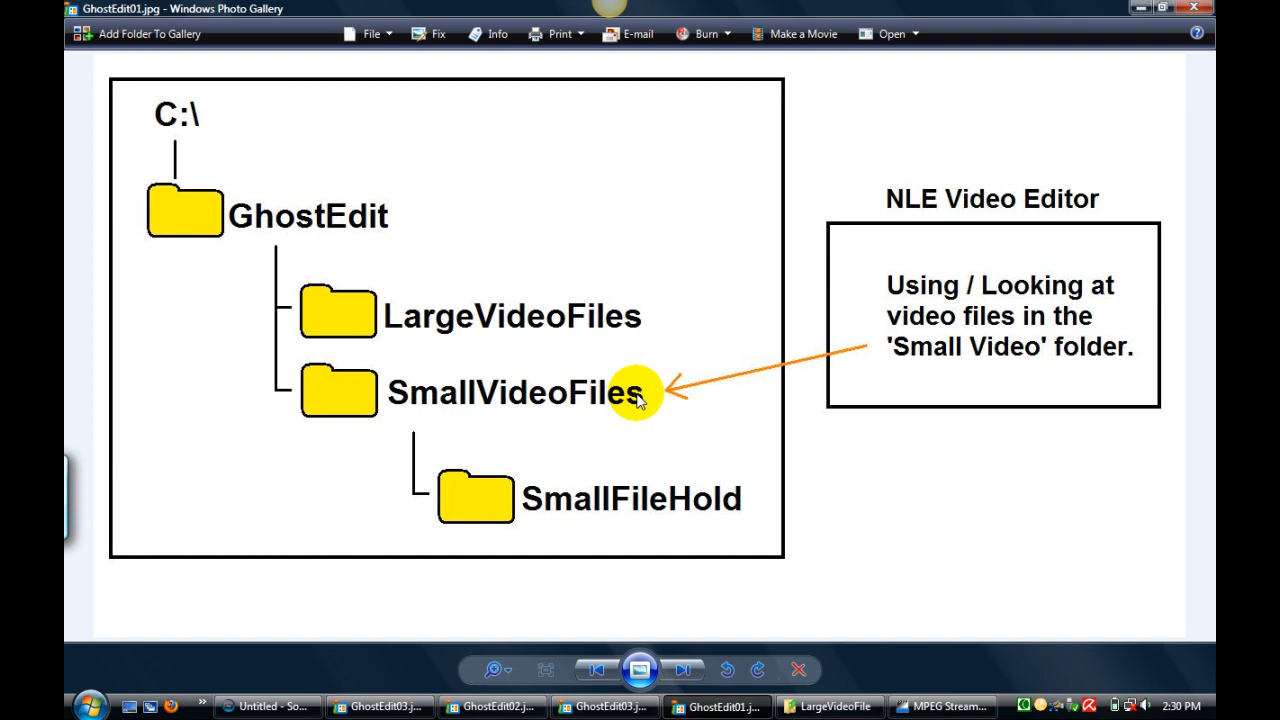 GhostEdit01.jpg - Windows Photo Gallery
Add Folder To Gallery File Fix Info Print E-mail Burn Make a Movie Open
C:\
GhostEdit
NLE Video Editor
LargeVideoFiles
Using / Looking at
video files in the
'Small Video' folder.
SmallVideoFiles
SmallFileHold
Untitled - So... GhostEdit03.j... GhostEdit02.j... GhostEdit03.j... GhostEdit01.j... LargeVideoFile MPEG Stream... 2:30 PM